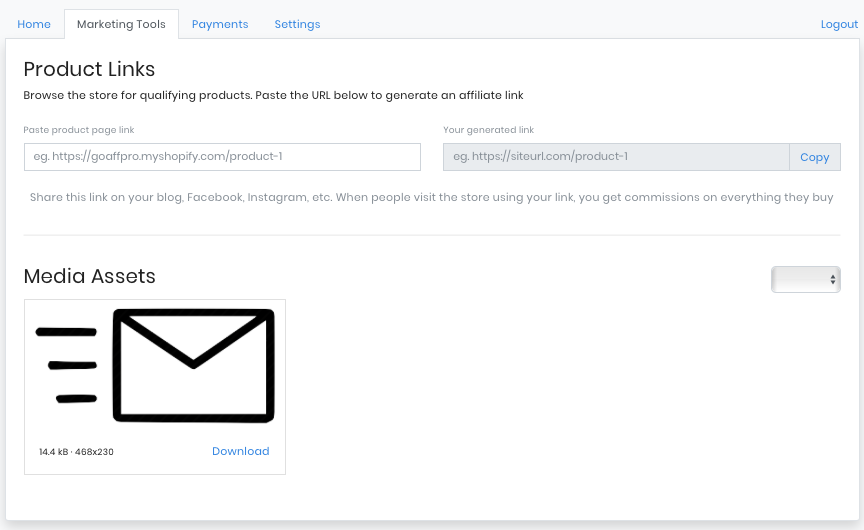 Home Marketing Tools Payments Settings Logout
Product Links
Browse the store for qualifying products. Paste the URL below to generate an affiliate link
Paste product page link Your generated link
eg. https://goaffpro.myshopify.com/product-1 eg. https://siteurl.com/product-1 Copy
Share this link on your blog, Facebook, Instagram, etc. When people visit the store using your link, you get commissions on everything they buy
Media Assets
14.4 kB · 468x230 Download